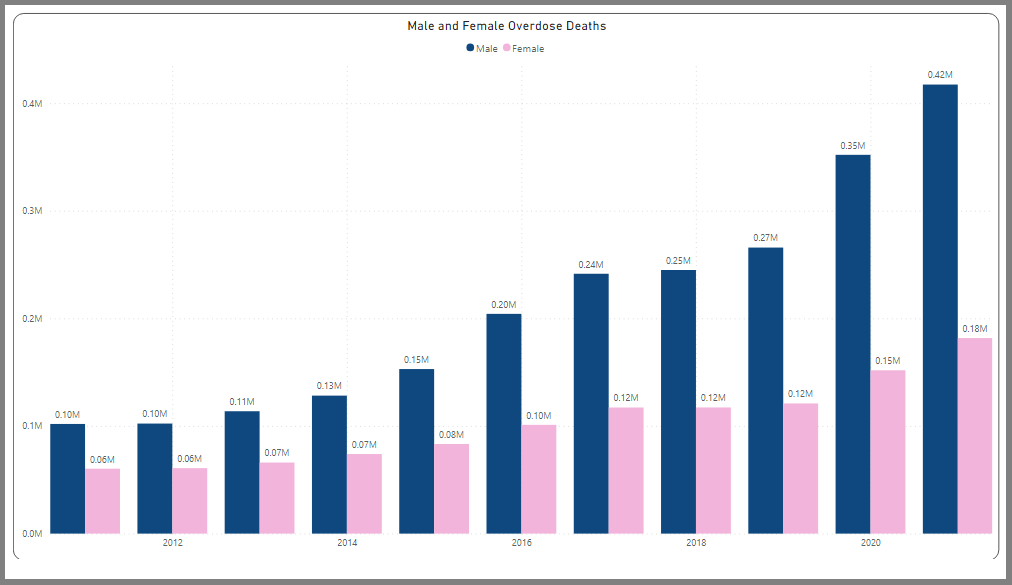 Male and Female Overdose Deaths
Male Female
0.4M
0.3M
0.2M
0.1M
0.0M
0.10M
0.06M
0.10M
0.06M
0.11M
0.07M
0.13M
0.07M
0.15M
0.08M
0.20M
0.10M
0.24M
0.12M
0.25M
0.12M
0.27M
0.12M
0.35M
0.15M
0.42M
0.18M
2012 2014 2016 2018 2020